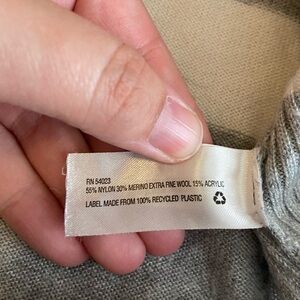 RN 54023
55% NYLON 30% MERINO EXTRA FINE WOOL 15% ACRYLIC
LABEL MADE FROM 100% RECYCLED PLASTIC